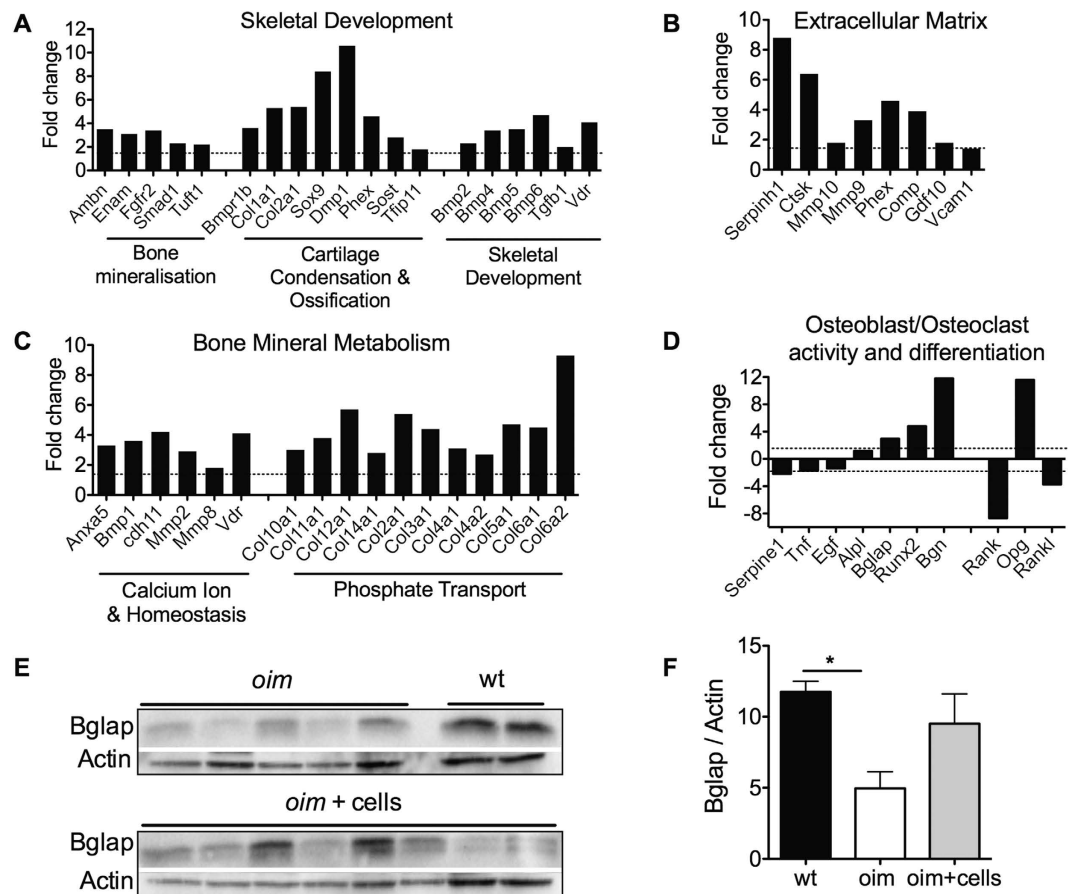 A
Skeletal Development
Fold change
12
10
8
6
4
2
0
Ambn
Enam
Fgfr2
Smad1
Tuft1
Bmpr1b
Col1a1
Col2a1
Sox9
Dmp1
Phex
Sost
Tfip11
Bmp2
Bmp4
Bmp5
Bmp6
Tgfb1
Vdr
Bone
mineralisation
Cartilage
Condensation &
Ossification
Skeletal
Development
B
Extracellular Matrix
Fold change
10
8
6
4
2
0
Serpinh1
Ctsk
Mmp10
Mmp9
Phex
Comp
Gdf10
Vcam1
C
Bone Mineral Metabolism
Fold change
10
8
6
4
2
0
Anxa5
Bmp1
cdh11
Mmp2
Mmp8
Vdr
Col10a1
Col11a1
Col12a1
Col14a1
Col2a1
Col3a1
Col4a1
Col4a2
Col5a1
Col6a1
Col6a2
Calcium Ion
& Homeostasis
Phosphate Transport
D
Osteoblast/Osteoclast
activity and differentiation
Fold change
12
8
4
0
-4
-8
Serpine1
Tnf
Egf
Alpl
Bglap
Runx2
Bgn
Rank
Opg
Rankl
E
oim
wt
Bglap
Actin
oim + cells
Bglap
Actin
F
Bglap / Actin
15
10
5
0
*
wt
oim
oim+cells